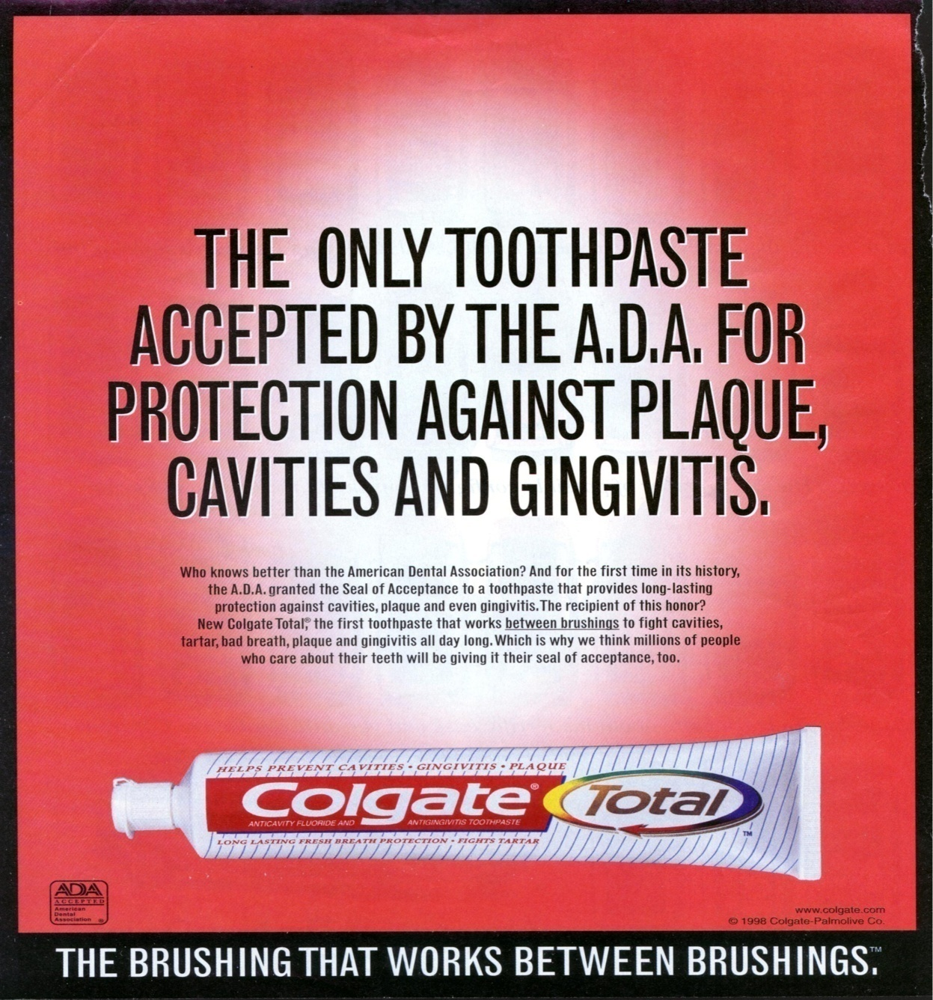 THE ONLY TOOTHPASTE
ACCEPTED BY THE A.D.A. FOR
PROTECTION AGAINST PLAQUE,
CAVITIES AND GINGIVITIS.
Who knows better than the American Dental Association? And for the first time in its history,
the A.D.A. granted the Seal of Acceptance to a toothpaste that provides long-lasting
protection against cavities, plaque and even gingivitis. The recipient of this honor?
New Colgate Total,® the first toothpaste that works between brushings to fight cavities,
tartar, bad breath, plaque and gingivitis all day long. Which is why we think millions of people
who care about their teeth will be giving it their seal of acceptance, too.
HELPS PREVENT CAVITIES • GINGIVITIS • PLAQUE
Colgate® Total™
ANTICAVITY FLUORIDE AND ANTIGINGIVITIS TOOTHPASTE
LONG LASTING FRESH BREATH PROTECTION • FIGHTS TARTAR
ADA
ACCEPTED
American
Dental
Association ®
www.colgate.com
© 1998 Colgate-Palmolive Co.
THE BRUSHING THAT WORKS BETWEEN BRUSHINGS.™